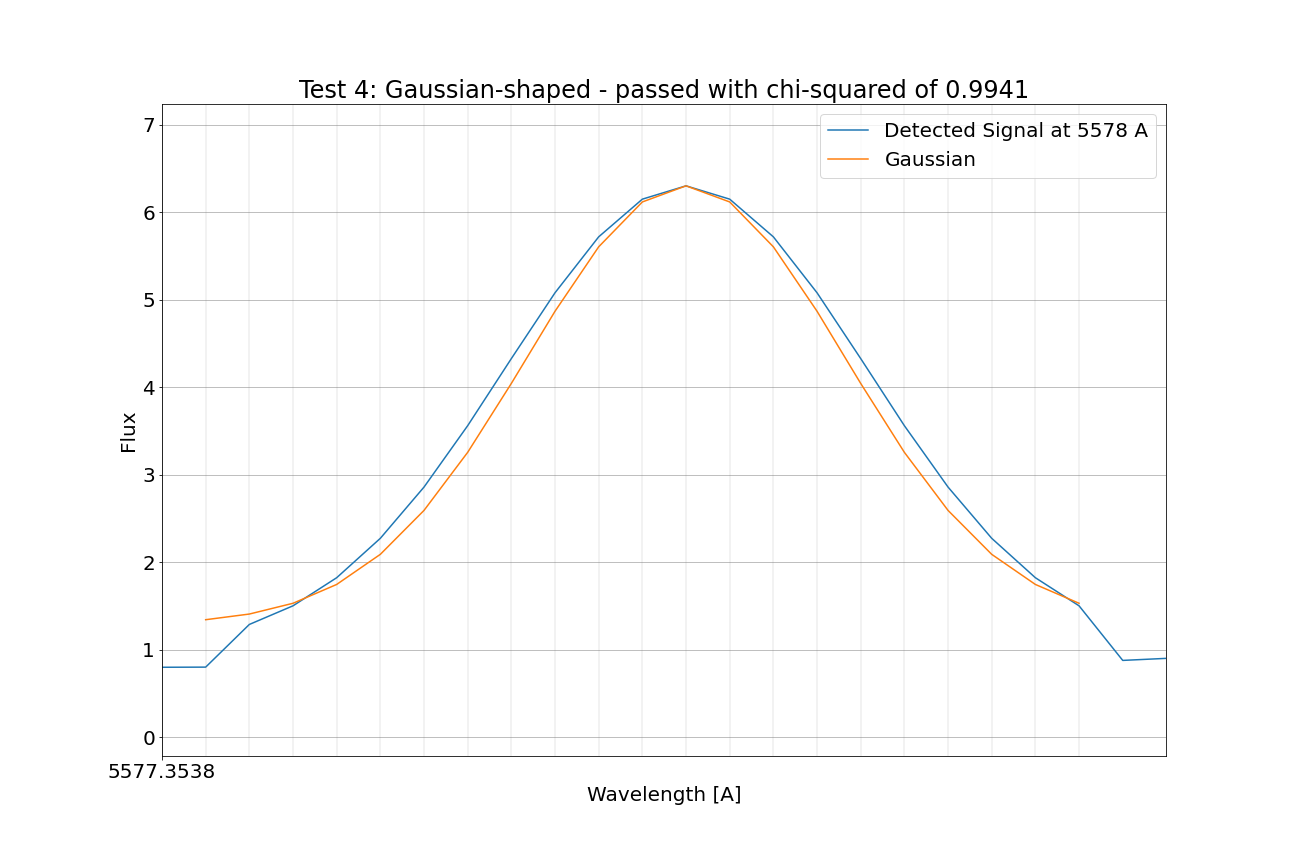 Test 4: Gaussian-shaped - passed with chi-squared of 0.9941
Detected Signal at 5578 A
Gaussian
7
6
5
4
3
2
1
0
Flux
5577.3538
Wavelength [A]